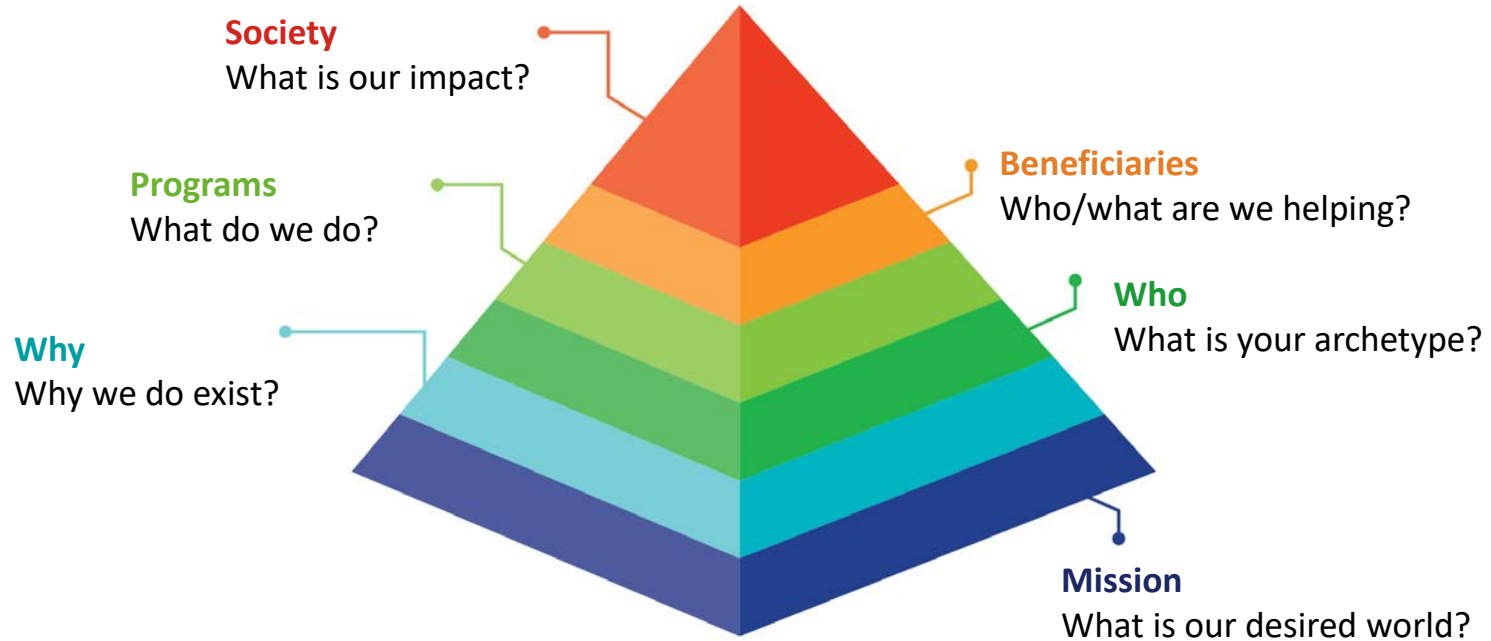 Society
What is our impact?
Beneficiaries
Who/what are we helping?
Programs
What do we do?
Who
What is your archetype?
Why
Why we do exist?
Mission
What is our desired world?